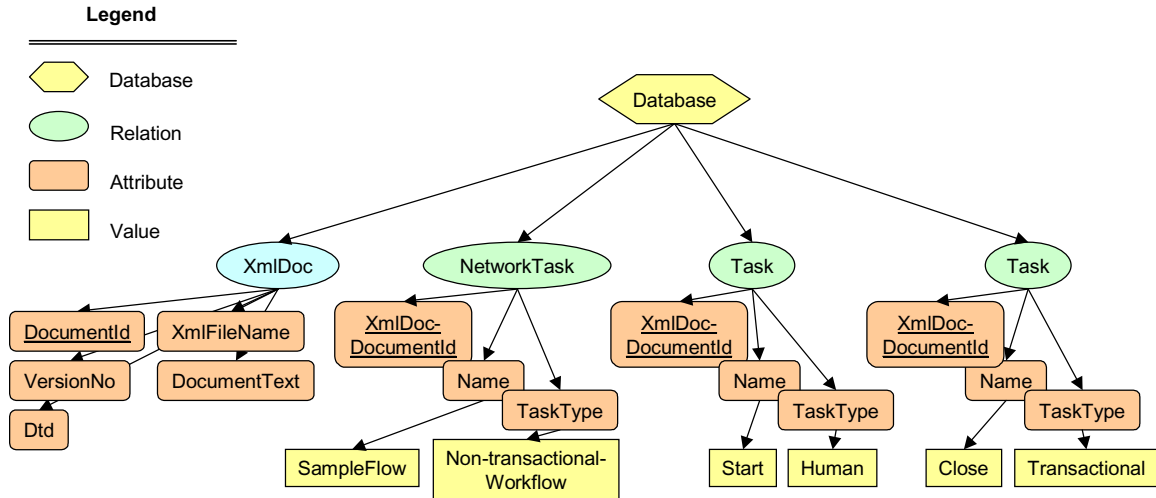 Legend
Database
Relation
Attribute
Value
Database
XmlDoc
NetworkTask
Task
Task
DocumentId
XmlFileName
VersionNo
DocumentText
Dtd
XmlDoc-
DocumentId
Name
TaskType
SampleFlow
Non-transactional-
Workflow
XmlDoc-
DocumentId
Name
TaskType
Start
Human
XmlDoc-
DocumentId
Name
TaskType
Close
Transactional